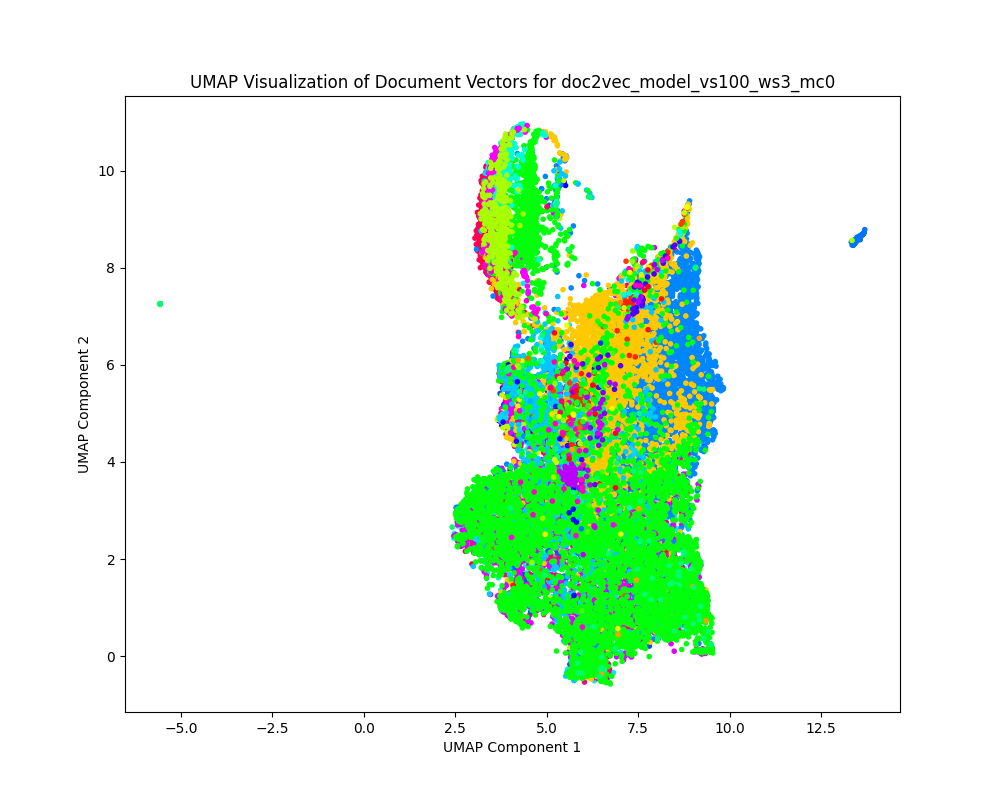 UMAP Visualization of Document Vectors for doc2vec_model_vs100_ws3_mc0
10
8
6
4
2
0
UMAP Component 2
−5.0 −2.5 0.0 2.5 5.0 7.5 10.0 12.5
UMAP Component 1